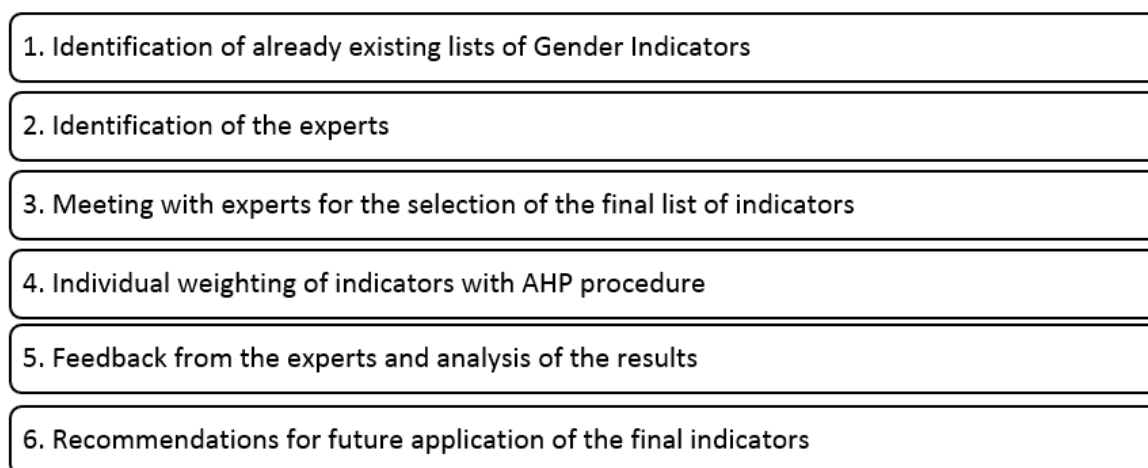 1. Identification of already existing lists of Gender Indicators
2. Identification of the experts
3. Meeting with experts for the selection of the final list of indicators
4. Individual weighting of indicators with AHP procedure
5. Feedback from the experts and analysis of the results
6. Recommendations for future application of the final indicators